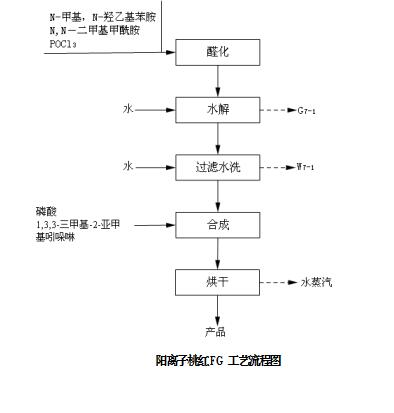 N-甲基，N-羟乙基苯胺
N,N-二甲基甲酰胺
POCl₃
醛化
水
水解
G₇₋₁
水
过滤水洗
W₇₋₁
磷酸
1,3,3-三甲基-2-亚甲
基吲哚啉
合成
烘干
水蒸汽
产品
阳离子桃红FG 工艺流程图